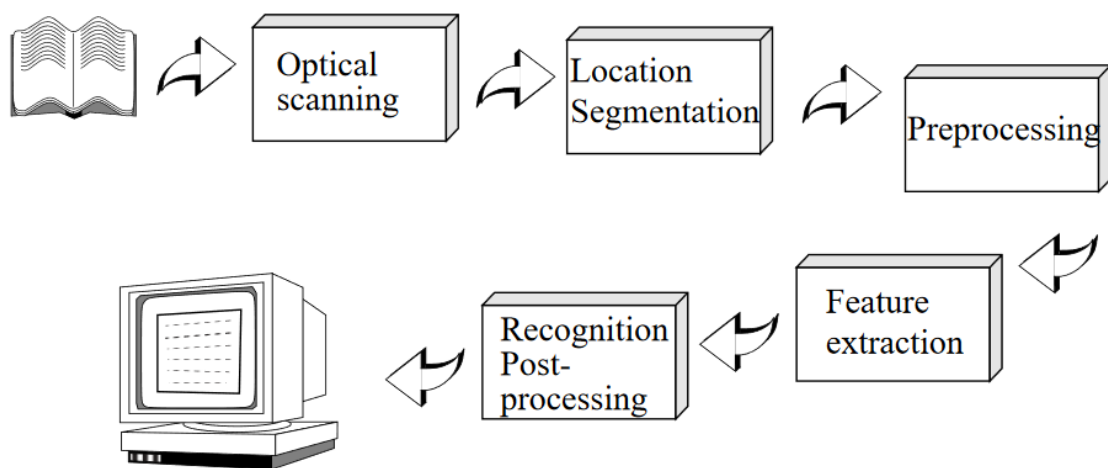 Optical
scanning
Location
Segmentation
Preprocessing
Feature
extraction
Recognition
Post-
processing